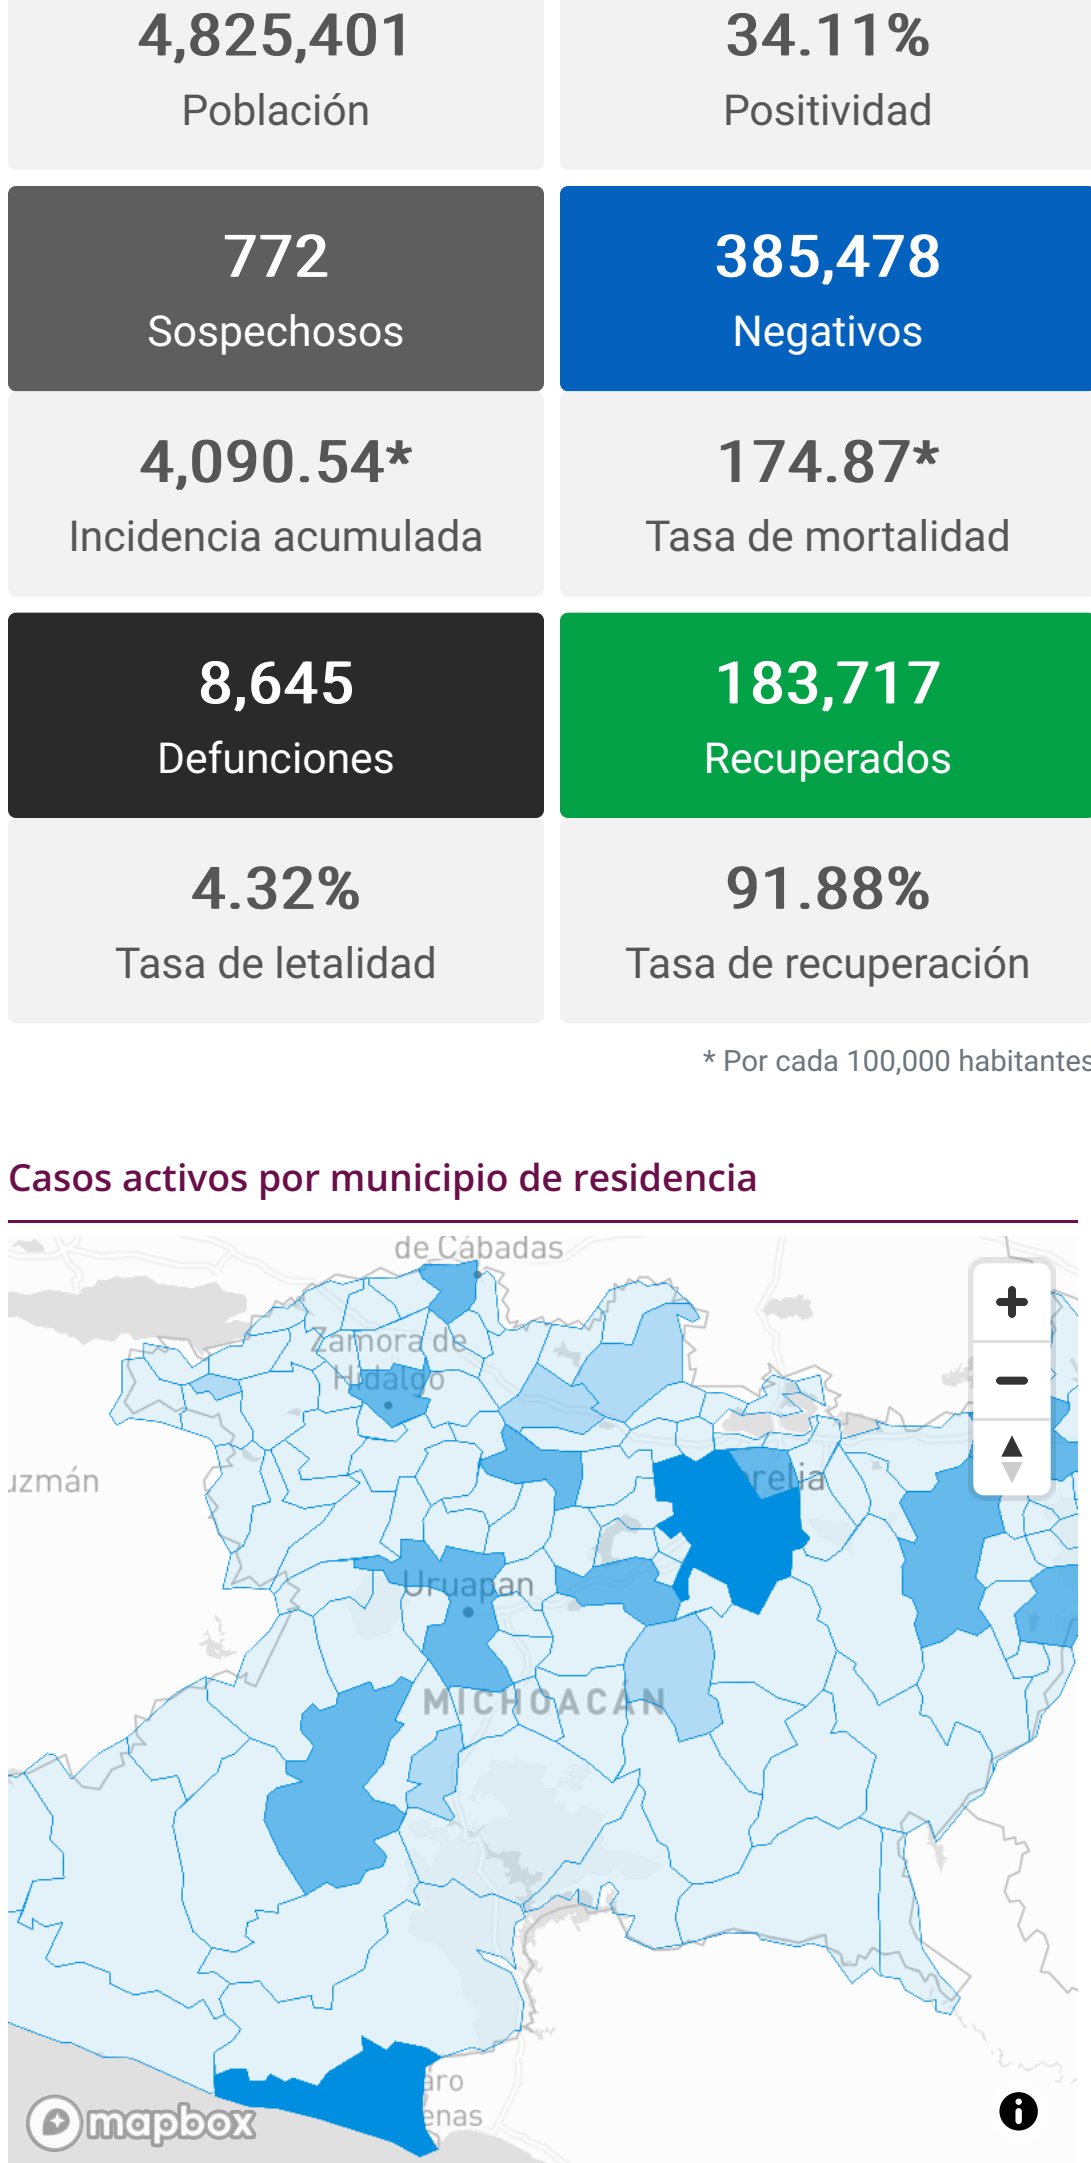 4,825,401
Población
34.11%
Positividad
772
Sospechosos
385,478
Negativos
4,090.54*
Incidencia acumulada
174.87*
Tasa de mortalidad
8,645
Defunciones
183,717
Recuperados
4.32%
Tasa de letalidad
91.88%
Tasa de recuperación
* Por cada 100,000 habitantes
Casos activos por municipio de residencia
de Cabadas
Zamora de
Hidalgo
uzmán
relia
Uruapan
MICHOACÁN
aro
enas
mapbox